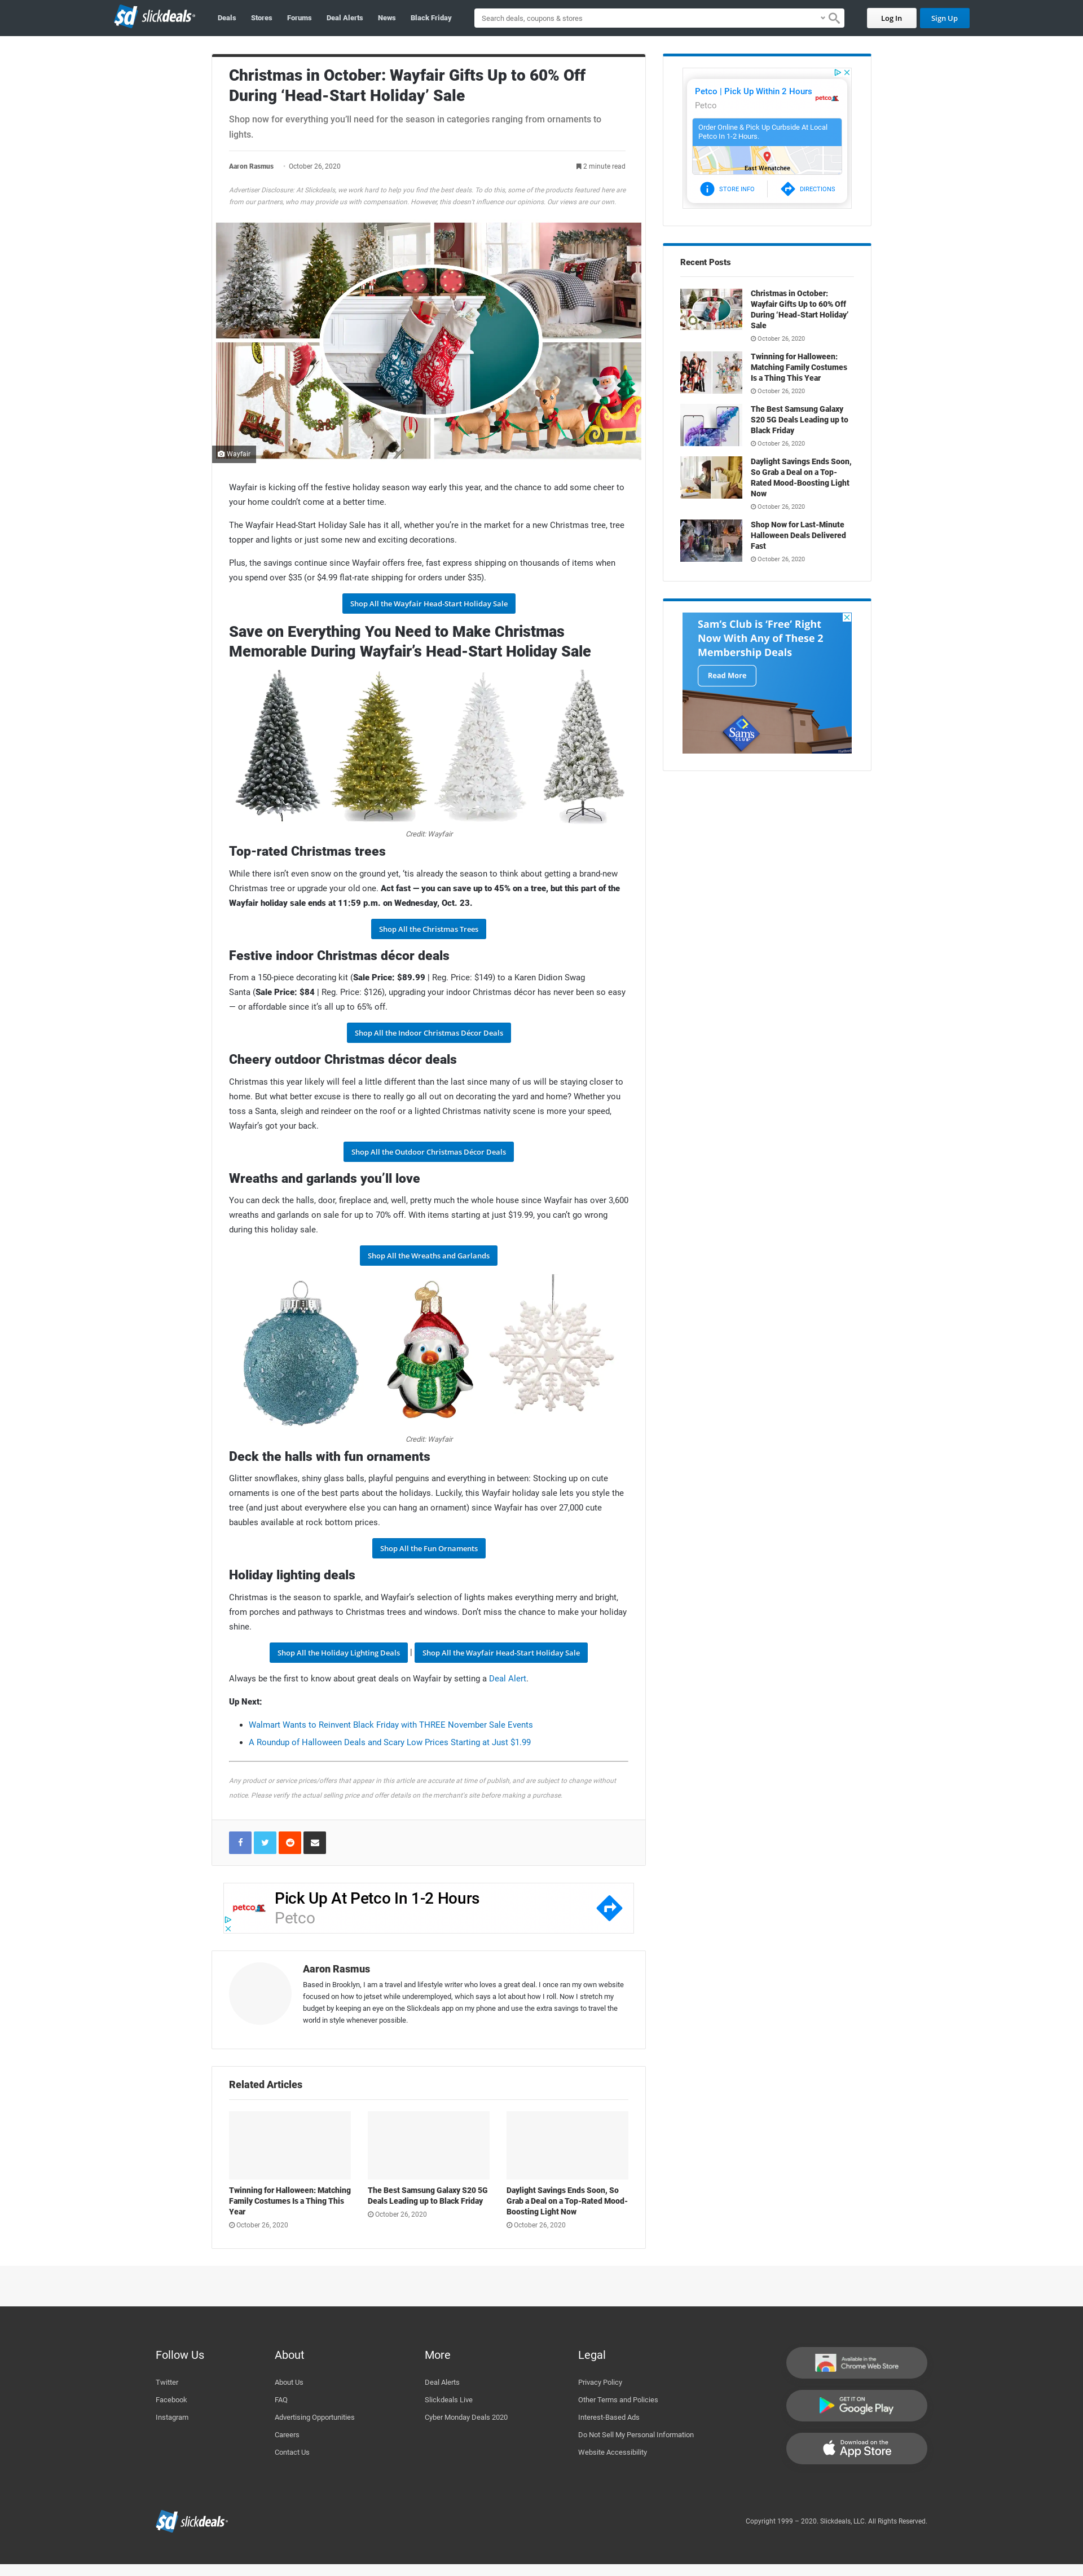 sd slickdeals
Deals
Stores
Forums
Deal Alerts
News
Black Friday
Search deals, coupons & stores
Log In
Sign Up
Christmas in October: Wayfair Gifts Up to 60% Off
During ‘Head-Start Holiday’ Sale
Shop now for everything you’ll need for the season in categories ranging from ornaments to
lights.
Aaron Rasmus · October 26, 2020
2 minute read
Advertiser Disclosure: At Slickdeals, we work hard to help you find the best deals. To do this, some of the products featured here are
from our partners, who may provide us with compensation. However, this doesn’t influence our opinions. Our views are our own.
Wayfair
Wayfair is kicking off the festive holiday season way early this year, and the chance to add some cheer to
your home couldn’t come at a better time.
The Wayfair Head-Start Holiday Sale has it all, whether you’re in the market for a new Christmas tree, tree
topper and lights or just some new and exciting decorations.
Plus, the savings continue since Wayfair offers free, fast express shipping on thousands of items when
you spend over $35 (or $4.99 flat-rate shipping for orders under $35).
Shop All the Wayfair Head-Start Holiday Sale
Save on Everything You Need to Make Christmas
Memorable During Wayfair’s Head-Start Holiday Sale
Credit: Wayfair
Top-rated Christmas trees
While there isn’t even snow on the ground yet, ’tis already the season to think about getting a brand-new
Christmas tree or upgrade your old one. Act fast — you can save up to 45% on a tree, but this part of the
Wayfair holiday sale ends at 11:59 p.m. on Wednesday, Oct. 23.
Shop All the Christmas Trees
Festive indoor Christmas décor deals
From a 150-piece decorating kit (Sale Price: $89.99 | Reg. Price: $149) to a Karen Didion Swag
Santa (Sale Price: $84 | Reg. Price: $126), upgrading your indoor Christmas décor has never been so easy
— or affordable since it’s all up to 65% off.
Shop All the Indoor Christmas Décor Deals
Cheery outdoor Christmas décor deals
Christmas this year likely will feel a little different than the last since many of us will be staying closer to
home. But what better excuse is there to really go all out on decorating the yard and home? Whether you
toss a Santa, sleigh and reindeer on the roof or a lighted Christmas nativity scene is more your speed,
Wayfair’s got your back.
Shop All the Outdoor Christmas Décor Deals
Wreaths and garlands you’ll love
You can deck the halls, door, fireplace and, well, pretty much the whole house since Wayfair has over 3,600
wreaths and garlands on sale for up to 70% off. With items starting at just $19.99, you can’t go wrong
during this holiday sale.
Shop All the Wreaths and Garlands
Credit: Wayfair
Deck the halls with fun ornaments
Glitter snowflakes, shiny glass balls, playful penguins and everything in between: Stocking up on cute
ornaments is one of the best parts about the holidays. Luckily, this Wayfair holiday sale lets you style the
tree (and just about everywhere else you can hang an ornament) since Wayfair has over 27,000 cute
baubles available at rock bottom prices.
Shop All the Fun Ornaments
Holiday lighting deals
Christmas is the season to sparkle, and Wayfair’s selection of lights makes everything merry and bright,
from porches and pathways to Christmas trees and windows. Don’t miss the chance to make your holiday
shine.
Shop All the Holiday Lighting Deals | Shop All the Wayfair Head-Start Holiday Sale
Always be the first to know about great deals on Wayfair by setting a Deal Alert.
Up Next:
• Walmart Wants to Reinvent Black Friday with THREE November Sale Events
• A Roundup of Halloween Deals and Scary Low Prices Starting at Just $1.99
Any product or service prices/offers that appear in this article are accurate at time of publish, and are subject to change without
notice. Please verify the actual selling price and offer details on the merchant’s site before making a purchase.
petco
Pick Up At Petco In 1-2 Hours
Petco
Aaron Rasmus
Based in Brooklyn, I am a travel and lifestyle writer who loves a great deal. I once ran my own website
focused on how to jetset while underemployed, which says a lot about how I roll. Now I stretch my
budget by keeping an eye on the Slickdeals app on my phone and use the extra savings to travel the
world in style whenever possible.
Related Articles
Twinning for Halloween: Matching
Family Costumes Is a Thing This
Year
October 26, 2020
The Best Samsung Galaxy S20 5G
Deals Leading up to Black Friday
October 26, 2020
Daylight Savings Ends Soon, So
Grab a Deal on a Top-Rated Mood-
Boosting Light Now
October 26, 2020
Petco | Pick Up Within 2 Hours
Petco
petco
Order Online & Pick Up Curbside At Local
Petco In 1-2 Hours.
East Wenatchee
STORE INFO
DIRECTIONS
Recent Posts
Christmas in October:
Wayfair Gifts Up to 60% Off
During ‘Head-Start Holiday’
Sale
October 26, 2020
Twinning for Halloween:
Matching Family Costumes
Is a Thing This Year
October 26, 2020
The Best Samsung Galaxy
S20 5G Deals Leading up to
Black Friday
October 26, 2020
Daylight Savings Ends Soon,
So Grab a Deal on a Top-
Rated Mood-Boosting Light
Now
October 26, 2020
Shop Now for Last-Minute
Halloween Deals Delivered
Fast
October 26, 2020
Sam’s Club is ‘Free’ Right
Now With Any of These 2
Membership Deals
Read More
Sam's
CLUB
Follow Us
Twitter
Facebook
Instagram
About
About Us
FAQ
Advertising Opportunities
Careers
Contact Us
More
Deal Alerts
Slickdeals Live
Cyber Monday Deals 2020
Legal
Privacy Policy
Other Terms and Policies
Interest-Based Ads
Do Not Sell My Personal Information
Website Accessibility
Available in the
Chrome Web Store
GET IT ON
Google Play
Download on the
App Store
sd slickdeals
Copyright 1999 – 2020. Slickdeals, LLC. All Rights Reserved.